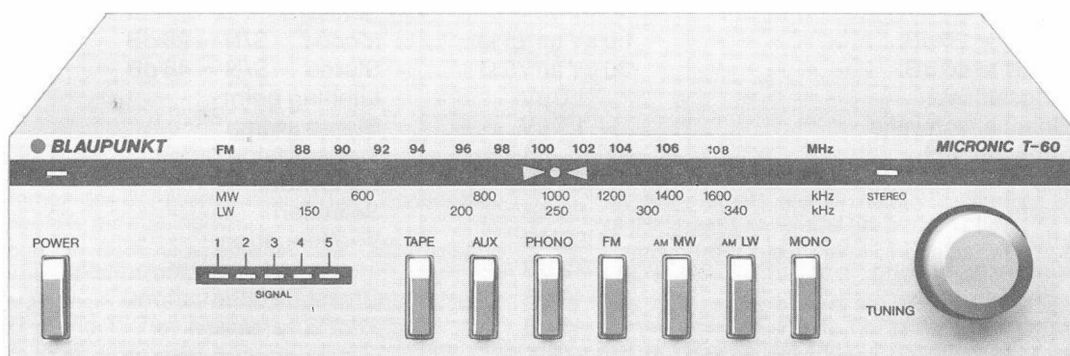 BLAUPUNKT
FM 88 90 92 94 96 98 100 102 104 106 108 MHz
MICRONIC T-60
MW 600 800 1000 1200 1400 1600 kHz
LW 150 200 250 300 340 kHz
STEREO
POWER
1 2 3 4 5
SIGNAL
TAPE AUX PHONO FM AM MW AM LW MONO
TUNING